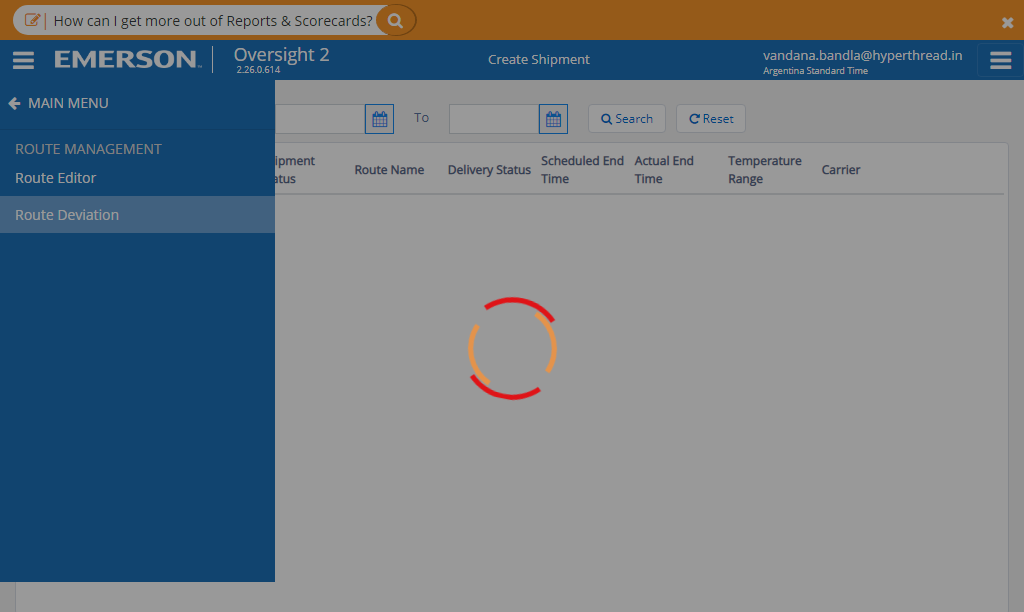 How can I get more out of Reports & Scorecards?
EMERSON™
Oversight 2
2.26.0.614
Create Shipment
vandana.bandla@hyperthread.in
Argentina Standard Time
MAIN MENU
ROUTE MANAGEMENT
Route Editor
Route Deviation
To
Search
Reset
ipment
atus
Route Name
Delivery Status
Scheduled End
Time
Actual End
Time
Temperature
Range
Carrier